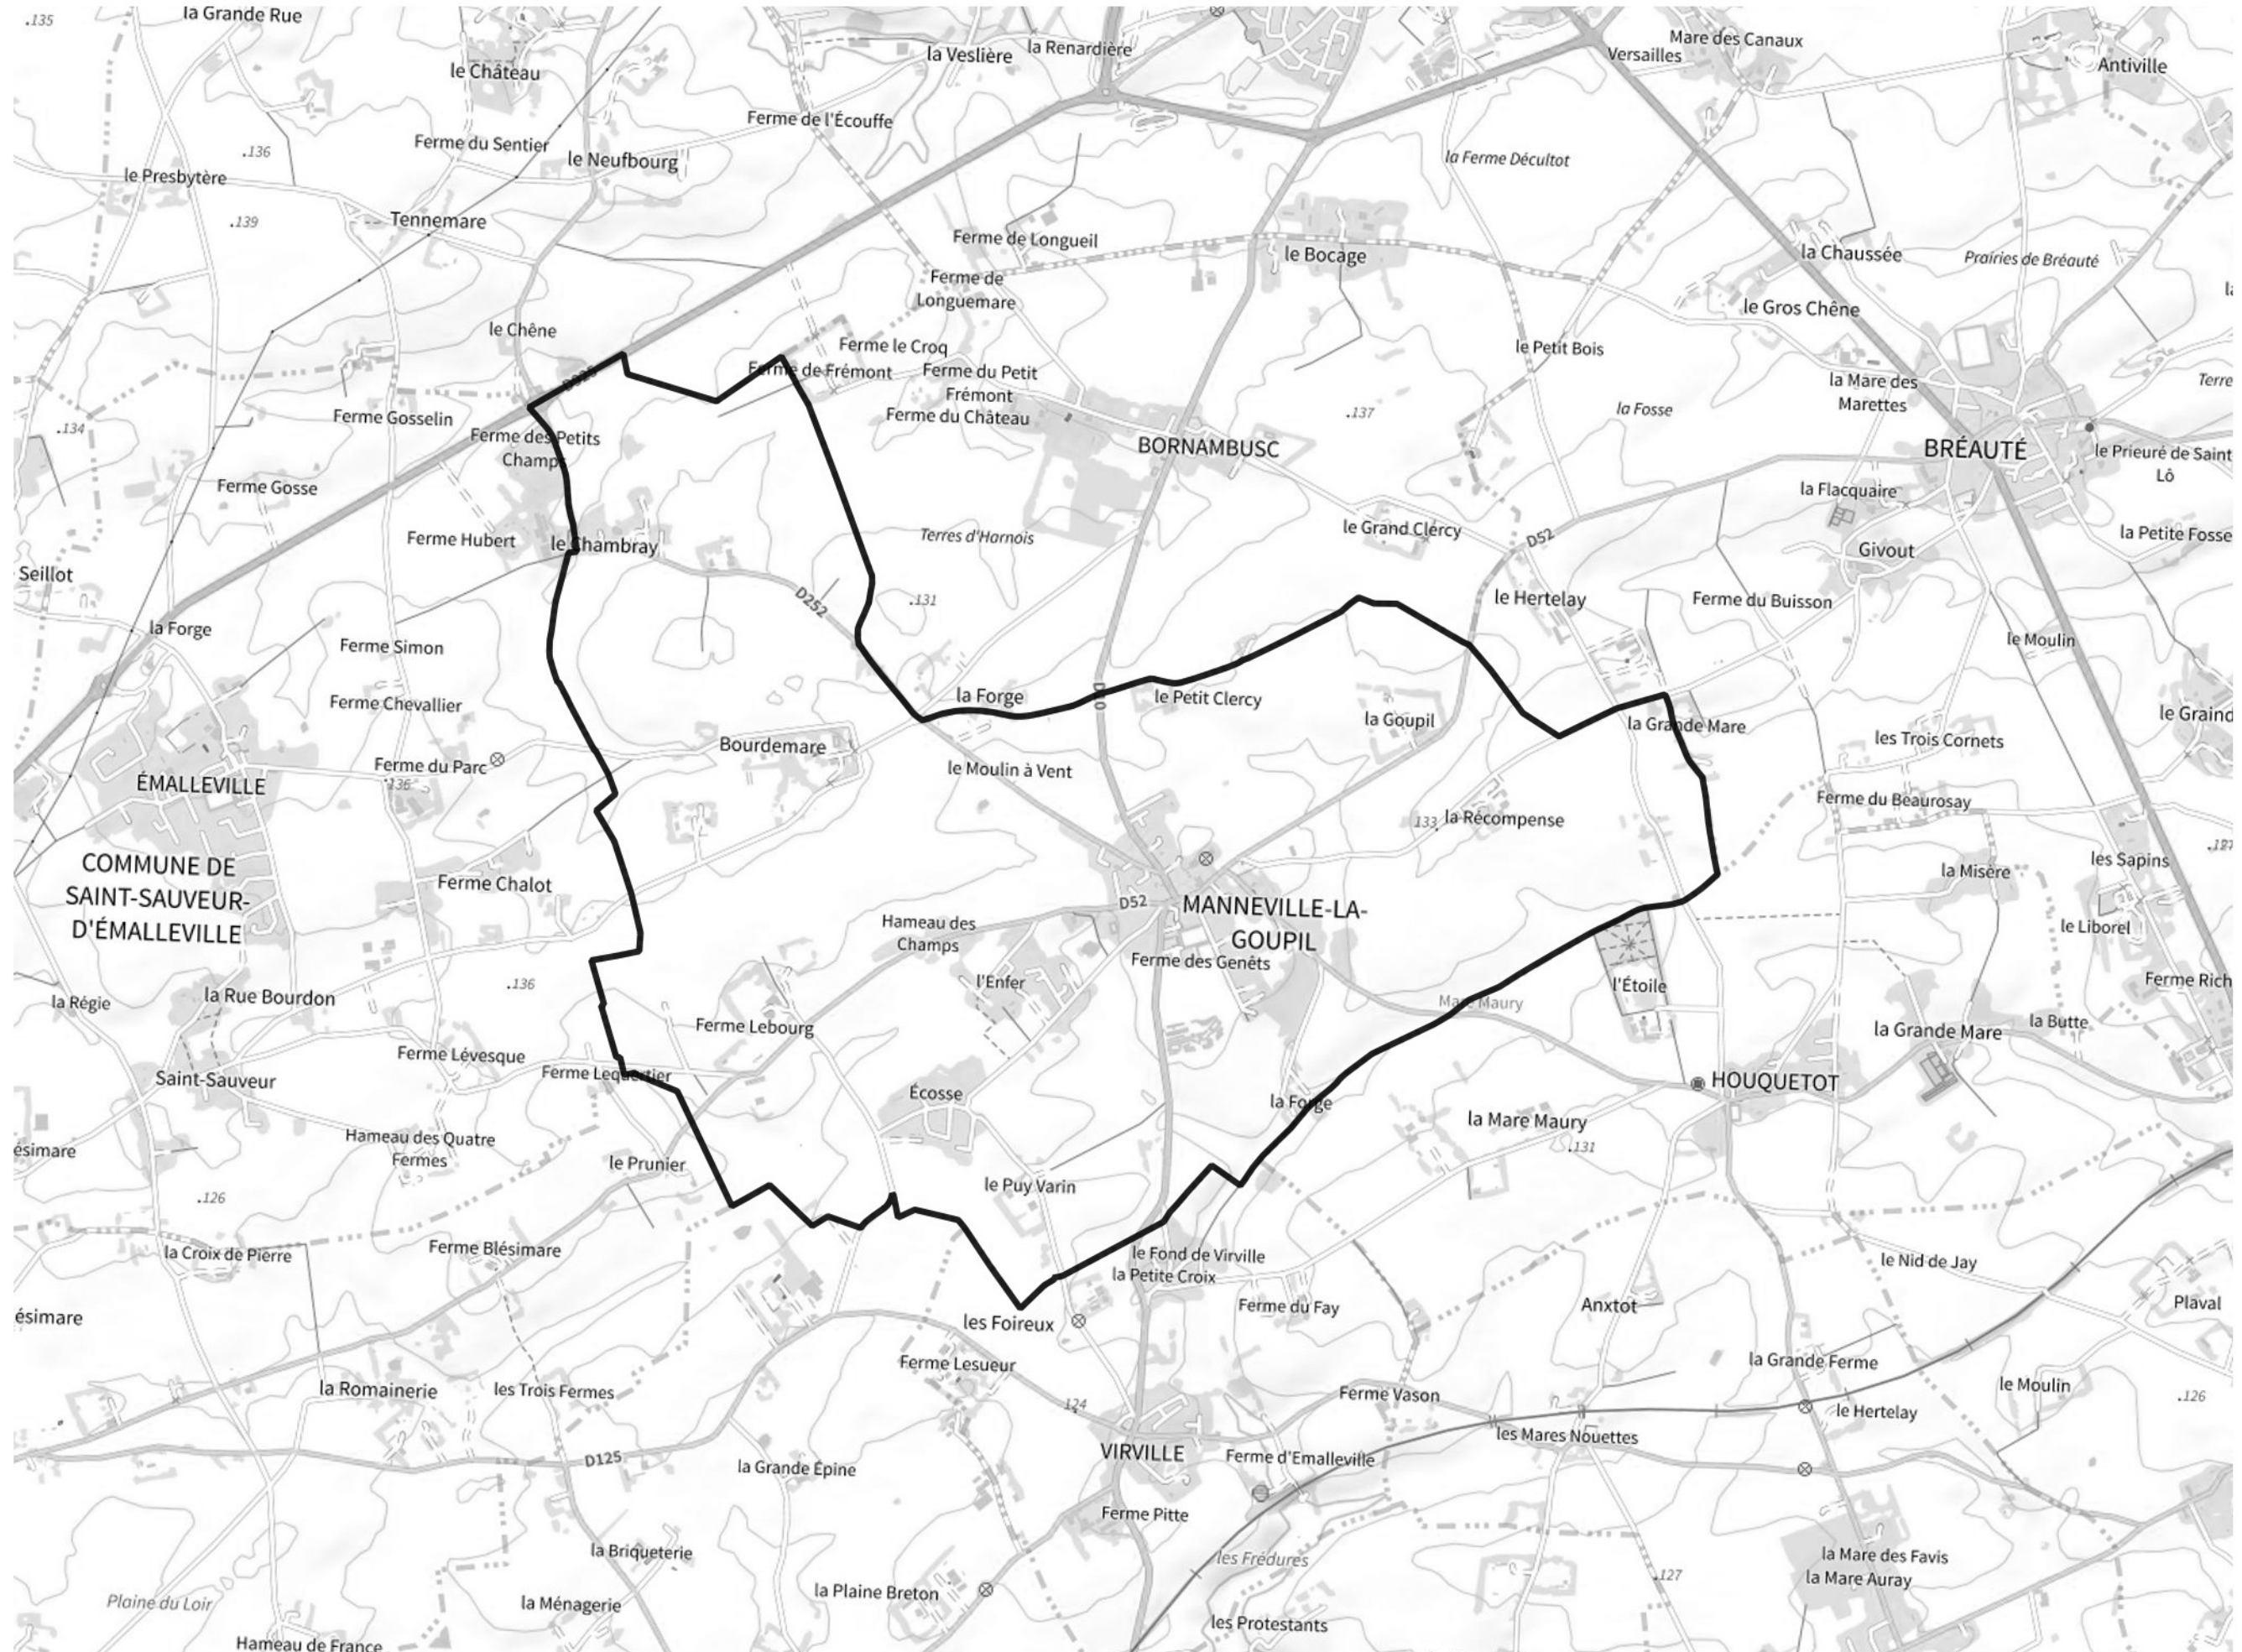 .135
la Grande Rue
la Veslière
la Renardière
Versailles
Mare des Canaux
Antiville
le Château
Ferme de l'Écouffe
.136
Ferme du Sentier
le Neufbourg
la Ferme Décultot
le Presbytère
.139
Tennemare
Ferme de Longueil
le Bocage
la Chaussée
Prairies de Bréauté
Ferme de
Longuemare
le Gros Chêne
le Chêne
Ferme le Croq
le Petit Bois
Ferme de Frémont
Ferme du Petit
Frémont
la Mare des
Marettes
Terre
Ferme Gosselin
Ferme du Château
.137
la Fosse
.134
Ferme des Petits
Champs
BORNAMBUSC
BRÉAUTÉ
le Prieuré de Saint
Lô
Ferme Gosse
la Flacquaire
Ferme Hubert
le Chambray
Terres d'Harnois
le Grand Clércy
D52
Givout
la Petite Fosse
Seillot
D252
.131
le Hertelay
Ferme du Buisson
la Forge
Ferme Simon
le Moulin
Ferme Chevallier
la Forge
le Petit Clercy
la Goupil
la Grande Mare
le Graind
Bourdemare
les Trois Cornets
Ferme du Parc
le Moulin à Vent
ÉMALLEVILLE
.136
Ferme du Beaurosay
133
la Récompense
COMMUNE DE
SAINT-SAUVEUR-
D'ÉMALLEVILLE
les Sapins
la Misère
Ferme Chalot
D52
MANNEVILLE-LA-
GOUPIL
Hameau des
Champs
le Liborel
Ferme des Genêts
.136
l'Enfer
l'Étoile
Ferme Rich
la Régie
la Rue Bourdon
Mare Maury
Ferme Lebourg
la Grande Mare
la Butte
Ferme Lévesque
Saint-Sauveur
Ferme Lequertier
HOUQUETOT
Écosse
la Forge
la Mare Maury
.131
Hameau des Quatre
Fermes
ésimare
le Prunier
le Puy Varin
.126
la Croix de Pierre
Ferme Blésimare
le Fond de Virville
la Petite Croix
le Nid de Jay
Ferme du Fay
Anxtot
Plaval
ésimare
les Foireux
Ferme Lesueur
la Grande Ferme
la Romainerie
les Trois Fermes
Ferme Vason
le Moulin
.126
124
le Hertelay
les Mares Nouettes
D125
VIRVILLE
Ferme d'Emalleville
la Grande Épine
Ferme Pitte
la Briqueterie
les Frédures
la Mare des Favis
la Mare Auray
.127
la Plaine Breton
Plaine du Loir
la Ménagerie
les Protestants
Hameau de France